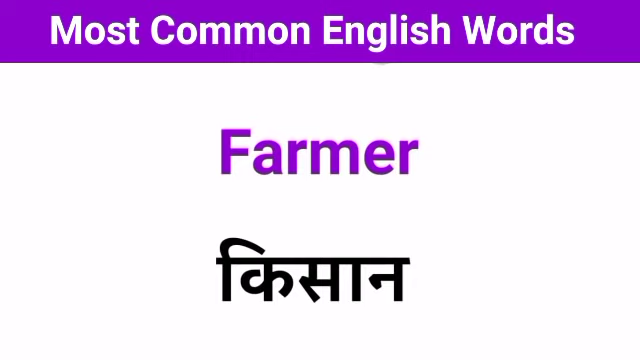 Most Common English Words
Farmer
किसान